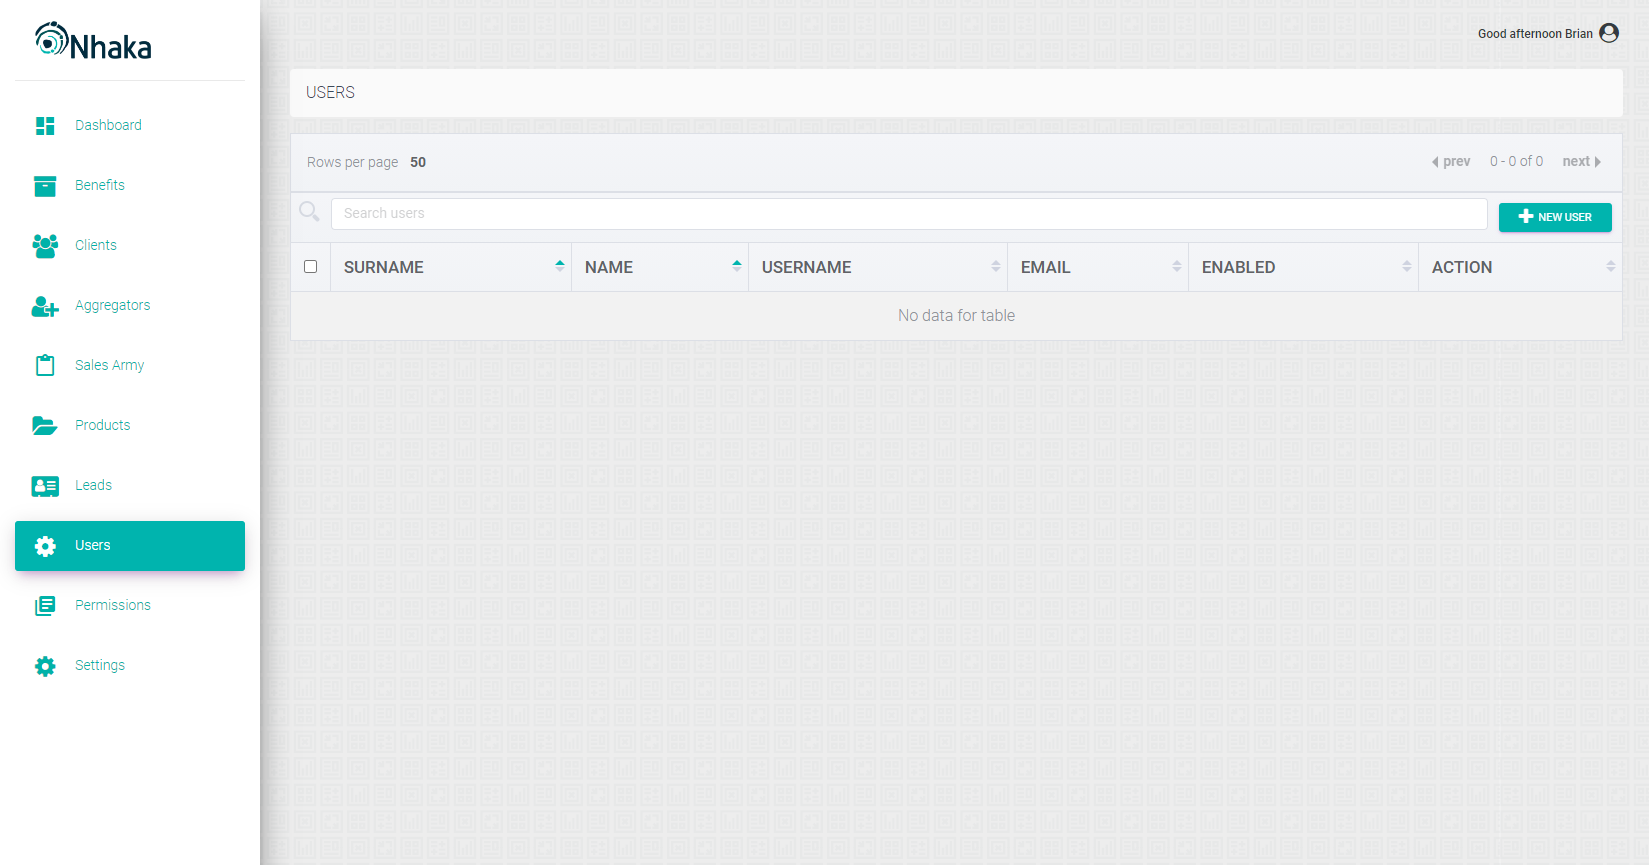 Nhaka
Good afternoon Brian
Dashboard
Benefits
Clients
Aggregators
Sales Army
Products
Leads
Users
Permissions
Settings
USERS
Rows per page 50
prev 0 - 0 of 0 next
Search users
NEW USER
SURNAME NAME USERNAME EMAIL ENABLED ACTION
No data for table